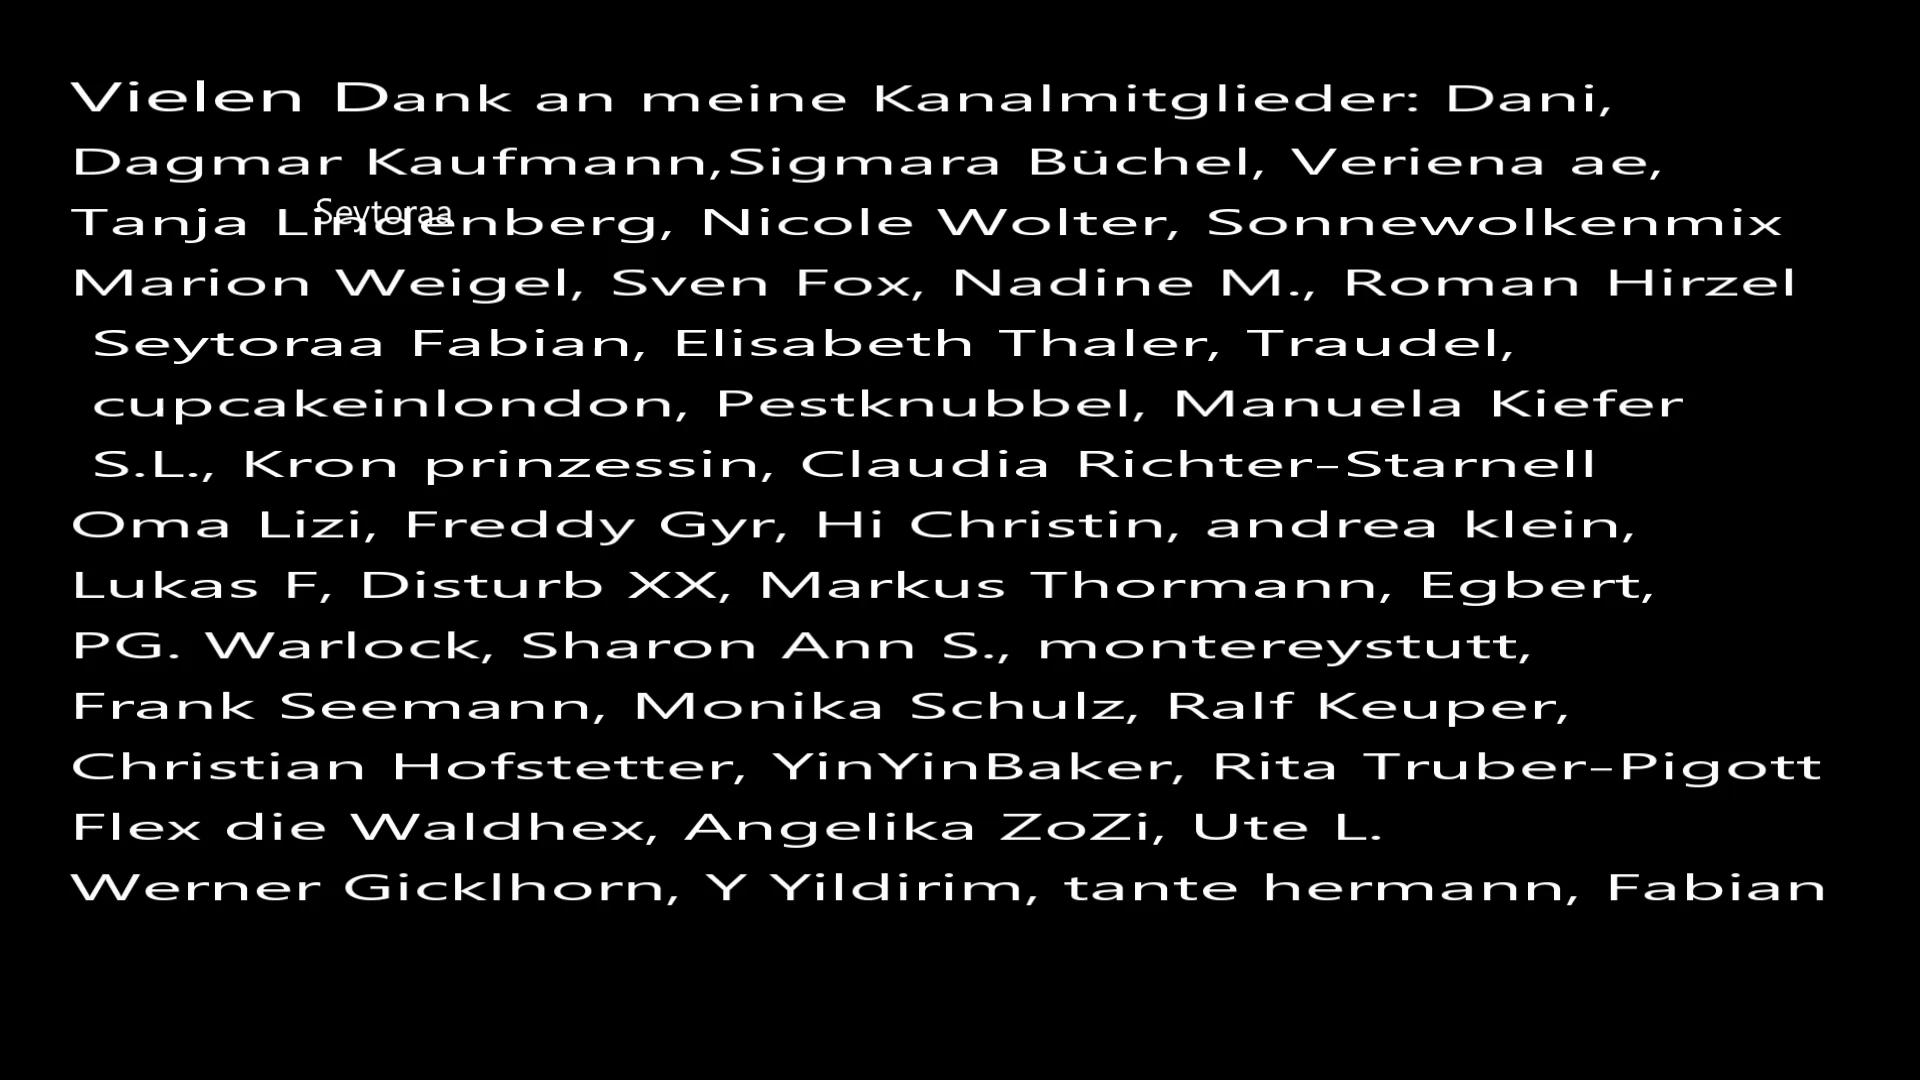 Vielen Dank an meine Kanalmitglieder: Dani,
Dagmar Kaufmann,Sigmara Büchel, Veriena ae,
Seytoraa
Tanja Lindenberg, Nicole Wolter, Sonnewolkenmix
Marion Weigel, Sven Fox, Nadine M., Roman Hirzel
Seytoraa Fabian, Elisabeth Thaler, Traudel,
cupcakeinlondon, Pestknubbel, Manuela Kiefer
S.L., Kron prinzessin, Claudia Richter-Starnell
Oma Lizi, Freddy Gyr, Hi Christin, andrea klein,
Lukas F, Disturb XX, Markus Thormann, Egbert,
PG. Warlock, Sharon Ann S., montereystutt,
Frank Seemann, Monika Schulz, Ralf Keuper,
Christian Hofstetter, YinYinBaker, Rita Truber-Pigott
Flex die Waldhex, Angelika ZoZi, Ute L.
Werner Gicklhorn, Y Yildirim, tante hermann, Fabian